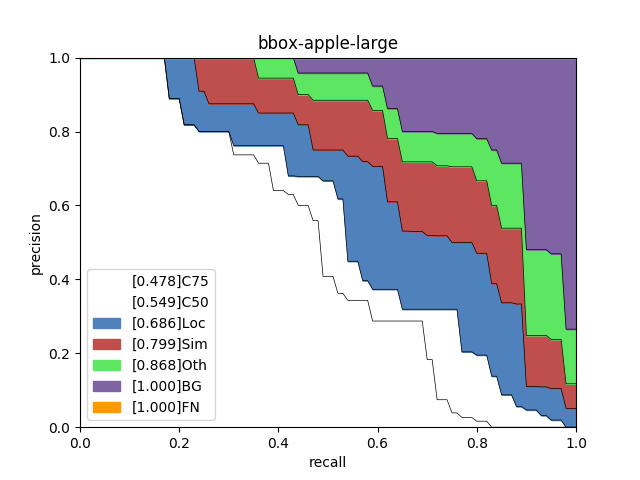 bbox-apple-large
precision
1.0
0.8
0.6
0.4
0.2
0.0
[0.478]C75
[0.549]C50
[0.686]Loc
[0.799]Sim
[0.868]Oth
[1.000]BG
[1.000]FN
0.0 0.2 0.4 0.6 0.8 1.0
recall